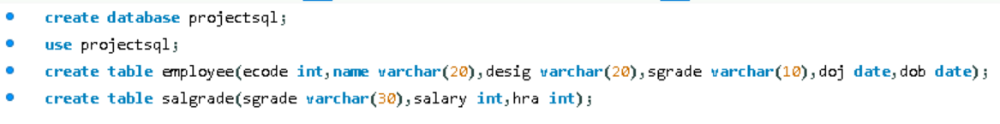 create database projectsql;
use projectsql;
create table employee(ecode int,name varchar(20),desig varchar(20),sgrade varchar(10),doj date,dob date);
create table salgrade(sgrade varchar(30),salary int,hra int);